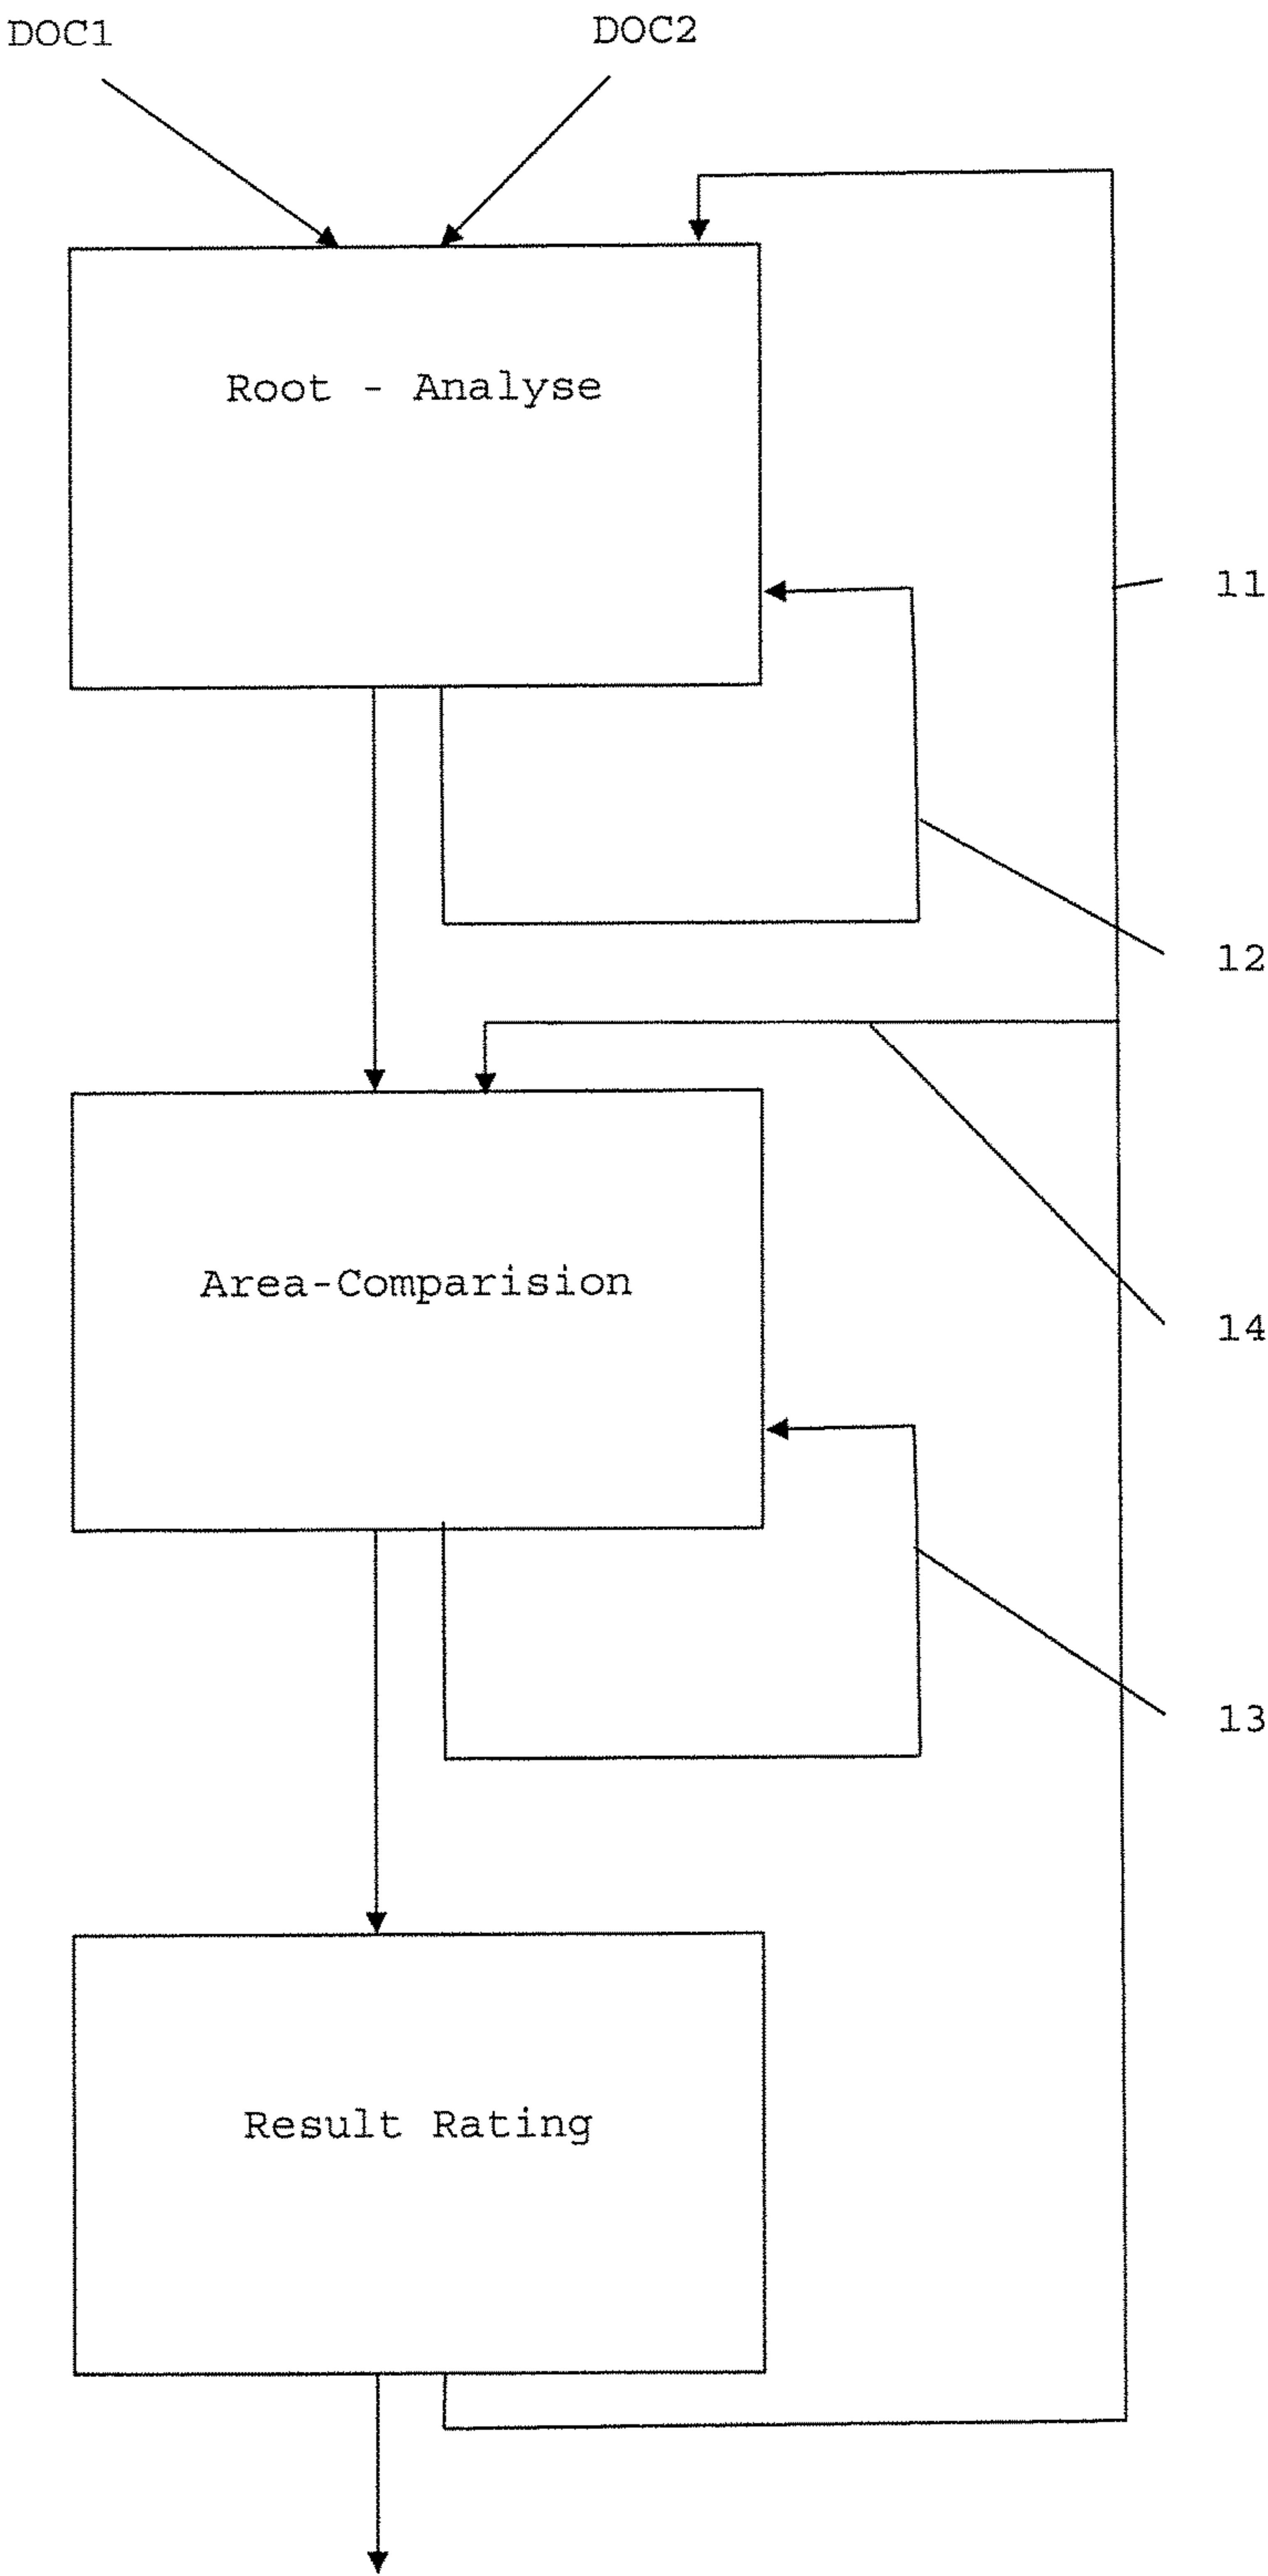 DOC1
DOC2
Root - Analyse
11
12
Area-Comparision
14
13
Result Rating